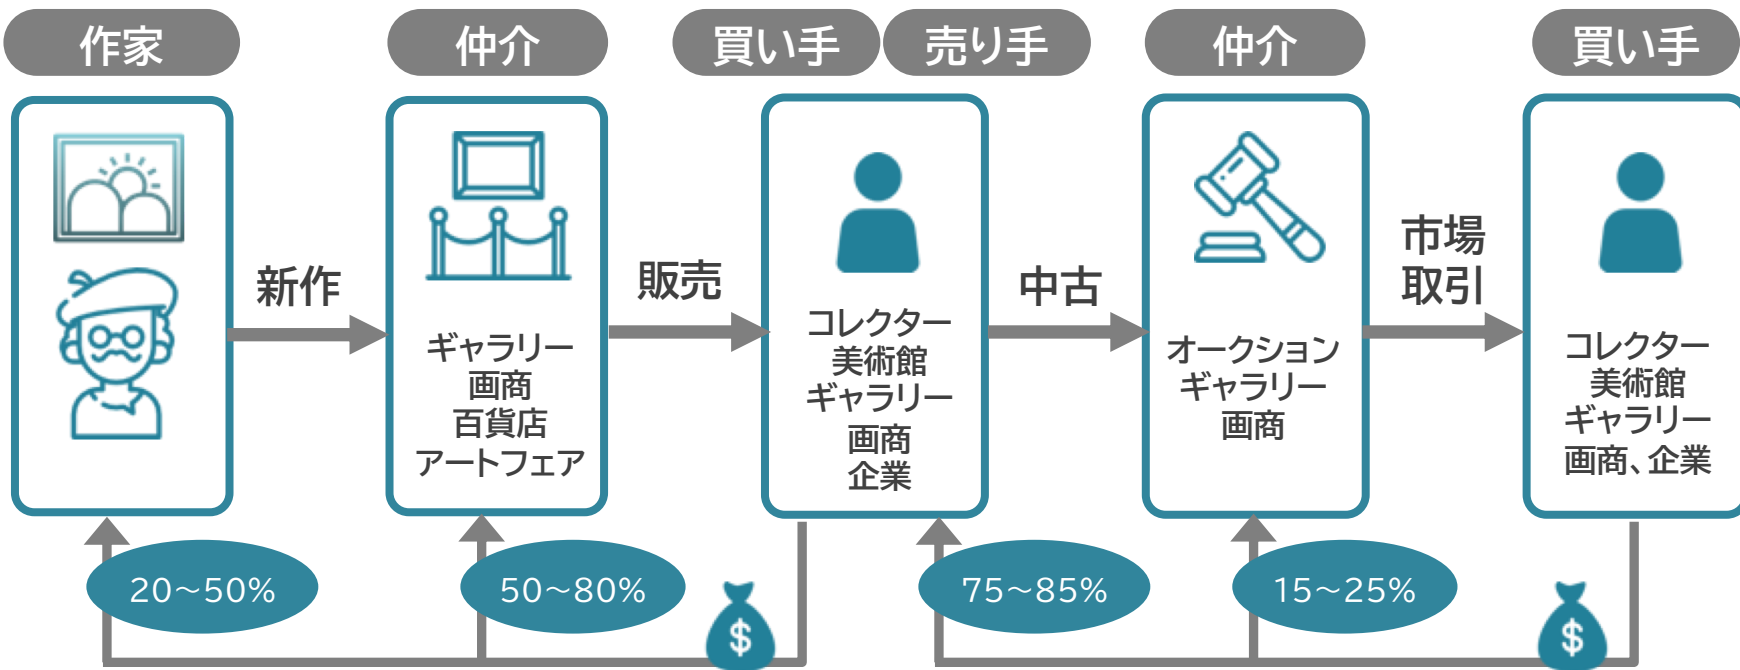 作家
仲介
買い手
売り手
仲介
買い手
新作
ギャラリー
画商
百貨店
アートフェア
販売
コレクター
美術館
ギャラリー
画商
企業
中古
オークション
ギャラリー
画商
市場
取引
コレクター
美術館
ギャラリー
画商、企業
20～50%
50～80%
$
75～85%
15～25%
$